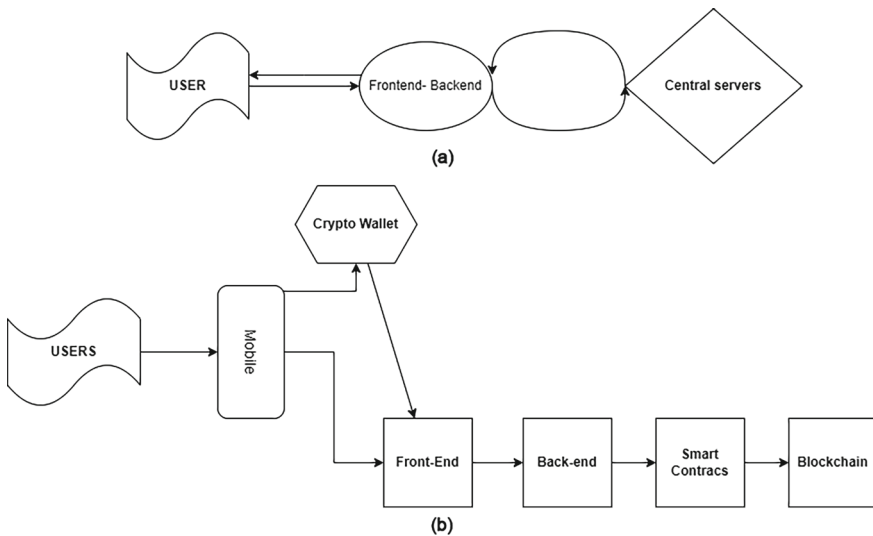 USER
Frontend- Backend
Central servers
(a)
Crypto Wallet
USERS
Mobile
Front-End
Back-end
Smart
Contracs
Blockchain
(b)